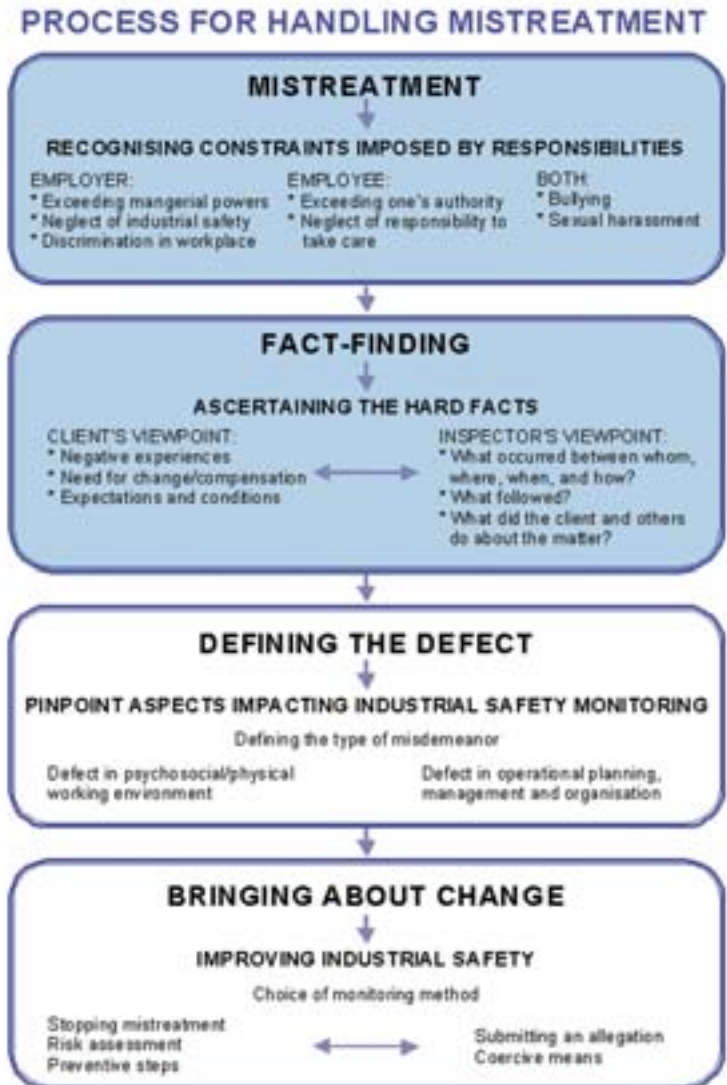 PROCESS FOR HANDLING MISTREATMENT
MISTREATMENT
RECOGNISING CONSTRAINTS IMPOSED BY RESPONSIBILITIES
EMPLOYER:
* Exceeding mangerial powers
* Neglect of industrial safety
* Discrimination in workplace
EMPLOYEE:
* Exceeding one's authority
* Neglect of responsibility to
take care
BOTH:
* Bullying
* Sexual harassment
FACT-FINDING
ASCERTAINING THE HARD FACTS
CLIENT'S VIEWPOINT:
* Negative experiences
* Need for change/compensation
* Expectations and conditions
INSPECTOR'S VIEWPOINT:
* What occurred between whom,
where, when, and how?
* What followed?
* What did the client and others
do about the matter?
DEFINING THE DEFECT
PINPOINT ASPECTS IMPACTING INDUSTRIAL SAFETY MONITORING
Defining the type of misdemeanor
Defect in psychosocial/physical
working environment
Defect in operational planning,
management and organisation
BRINGING ABOUT CHANGE
IMPROVING INDUSTRIAL SAFETY
Choice of monitoring method
Stopping mistreatment
Risk assessment
Preventive steps
Submitting an allegation
Coercive means